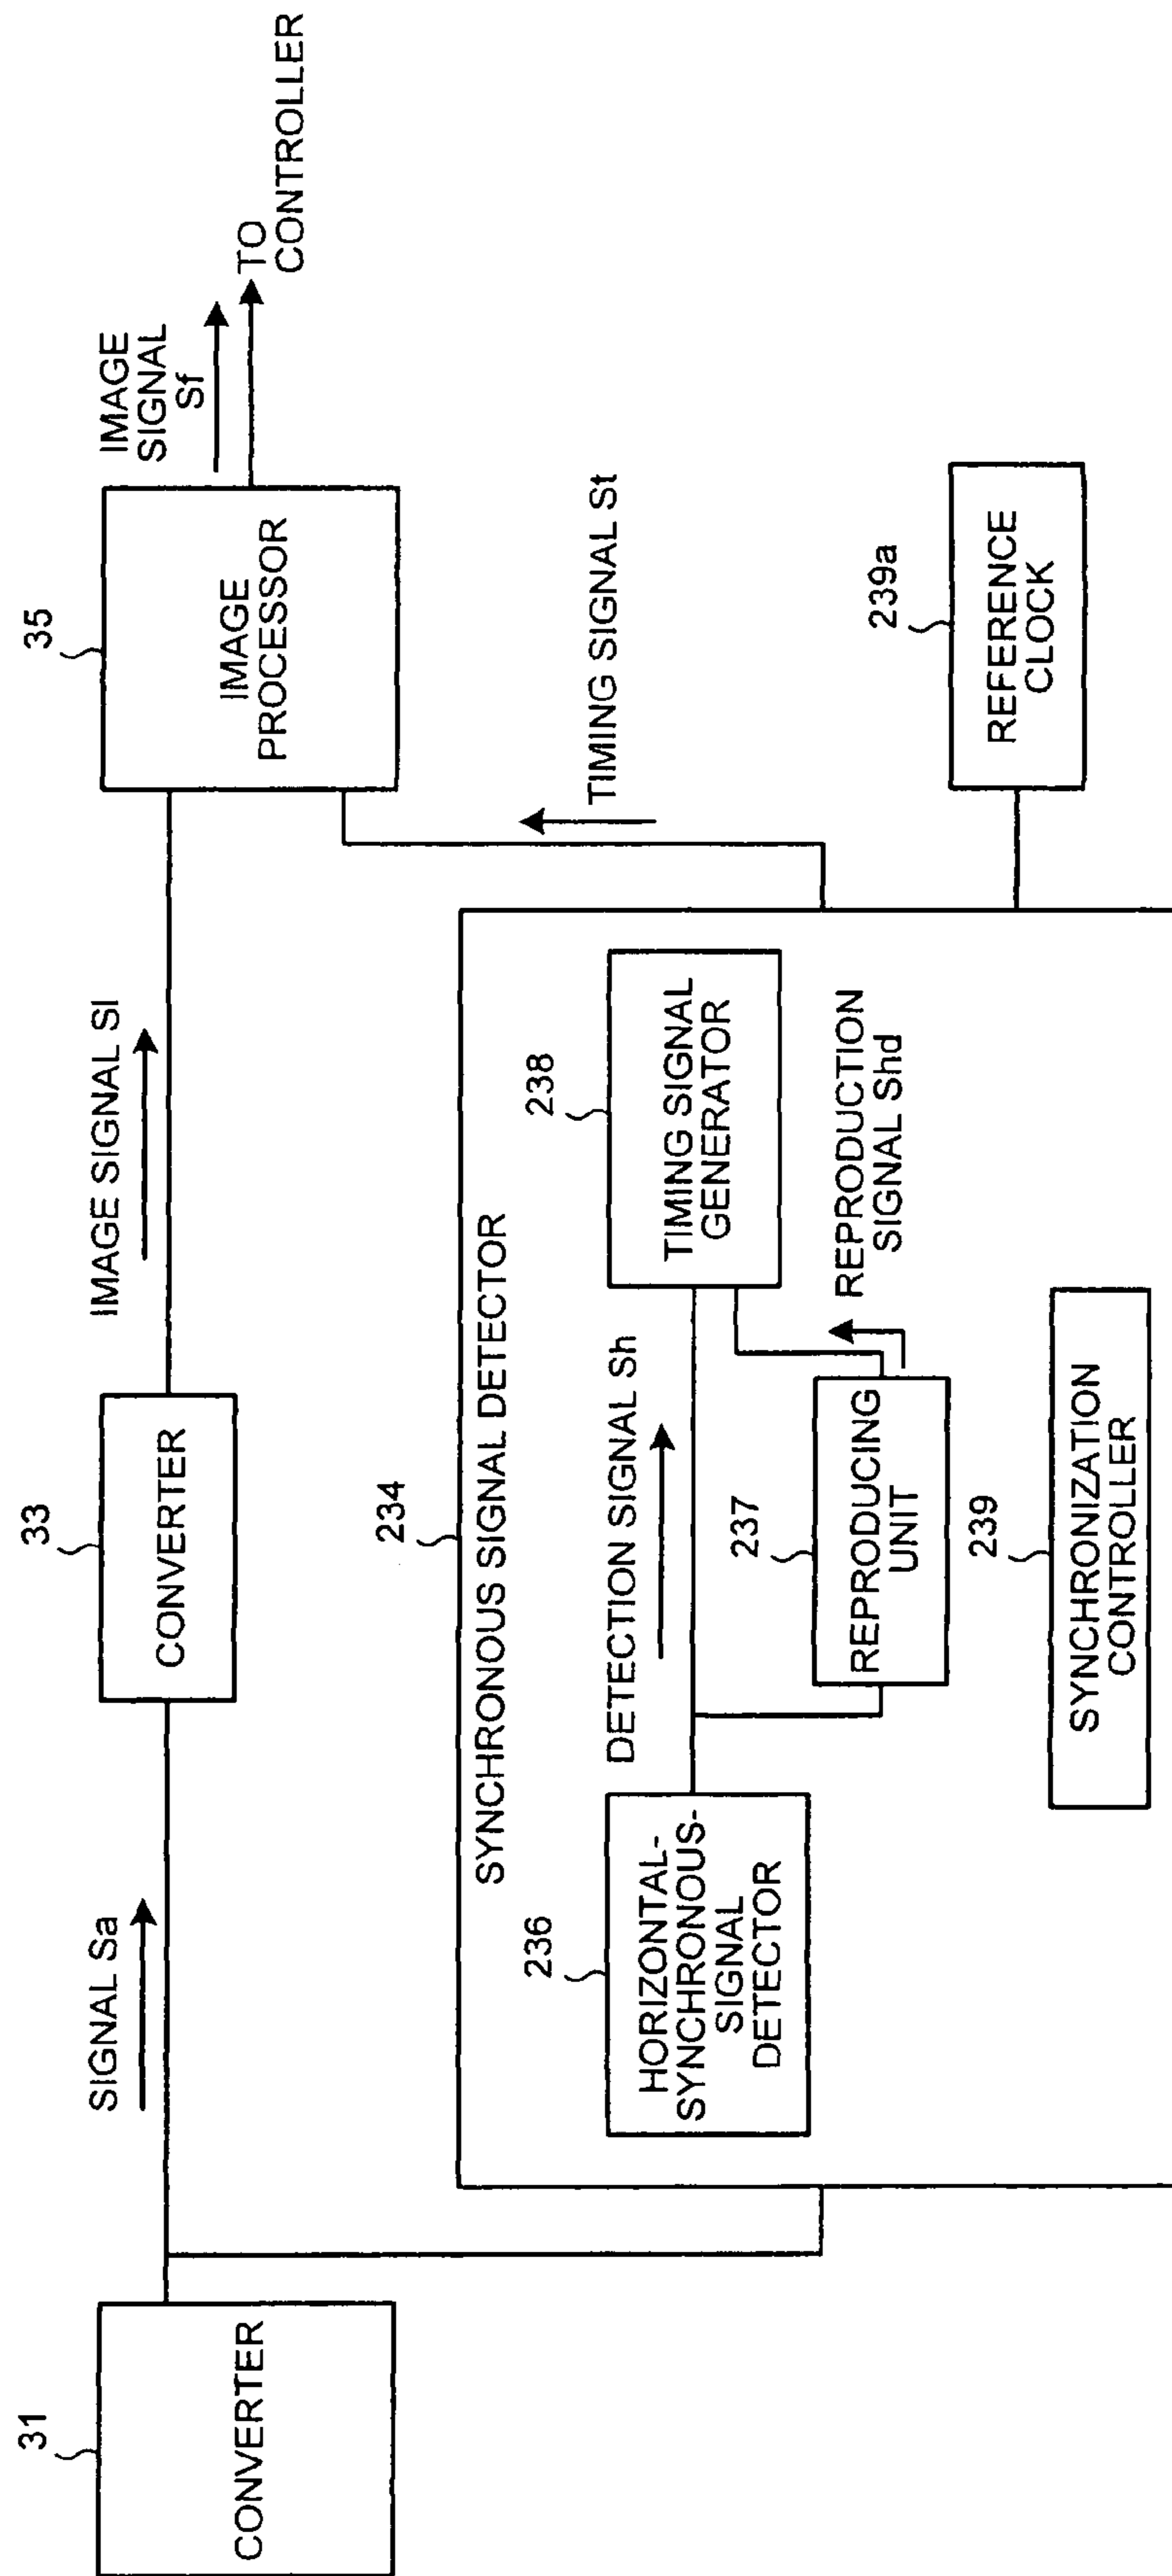 31
CONVERTER
SIGNAL Sa
33
CONVERTER
IMAGE SIGNAL SI
35
IMAGE
PROCESSOR
IMAGE
SIGNAL
Sf
TO
CONTROLLER
TIMING SIGNAL St
234
SYNCHRONOUS SIGNAL DETECTOR
236
HORIZONTAL-
SYNCHRONOUS-
SIGNAL
DETECTOR
DETECTION SIGNAL Sh
237
REPRODUCING
UNIT
238
TIMING SIGNAL
GENERATOR
REPRODUCTION
SIGNAL Shd
239
SYNCHRONIZATION
CONTROLLER
239a
REFERENCE
CLOCK